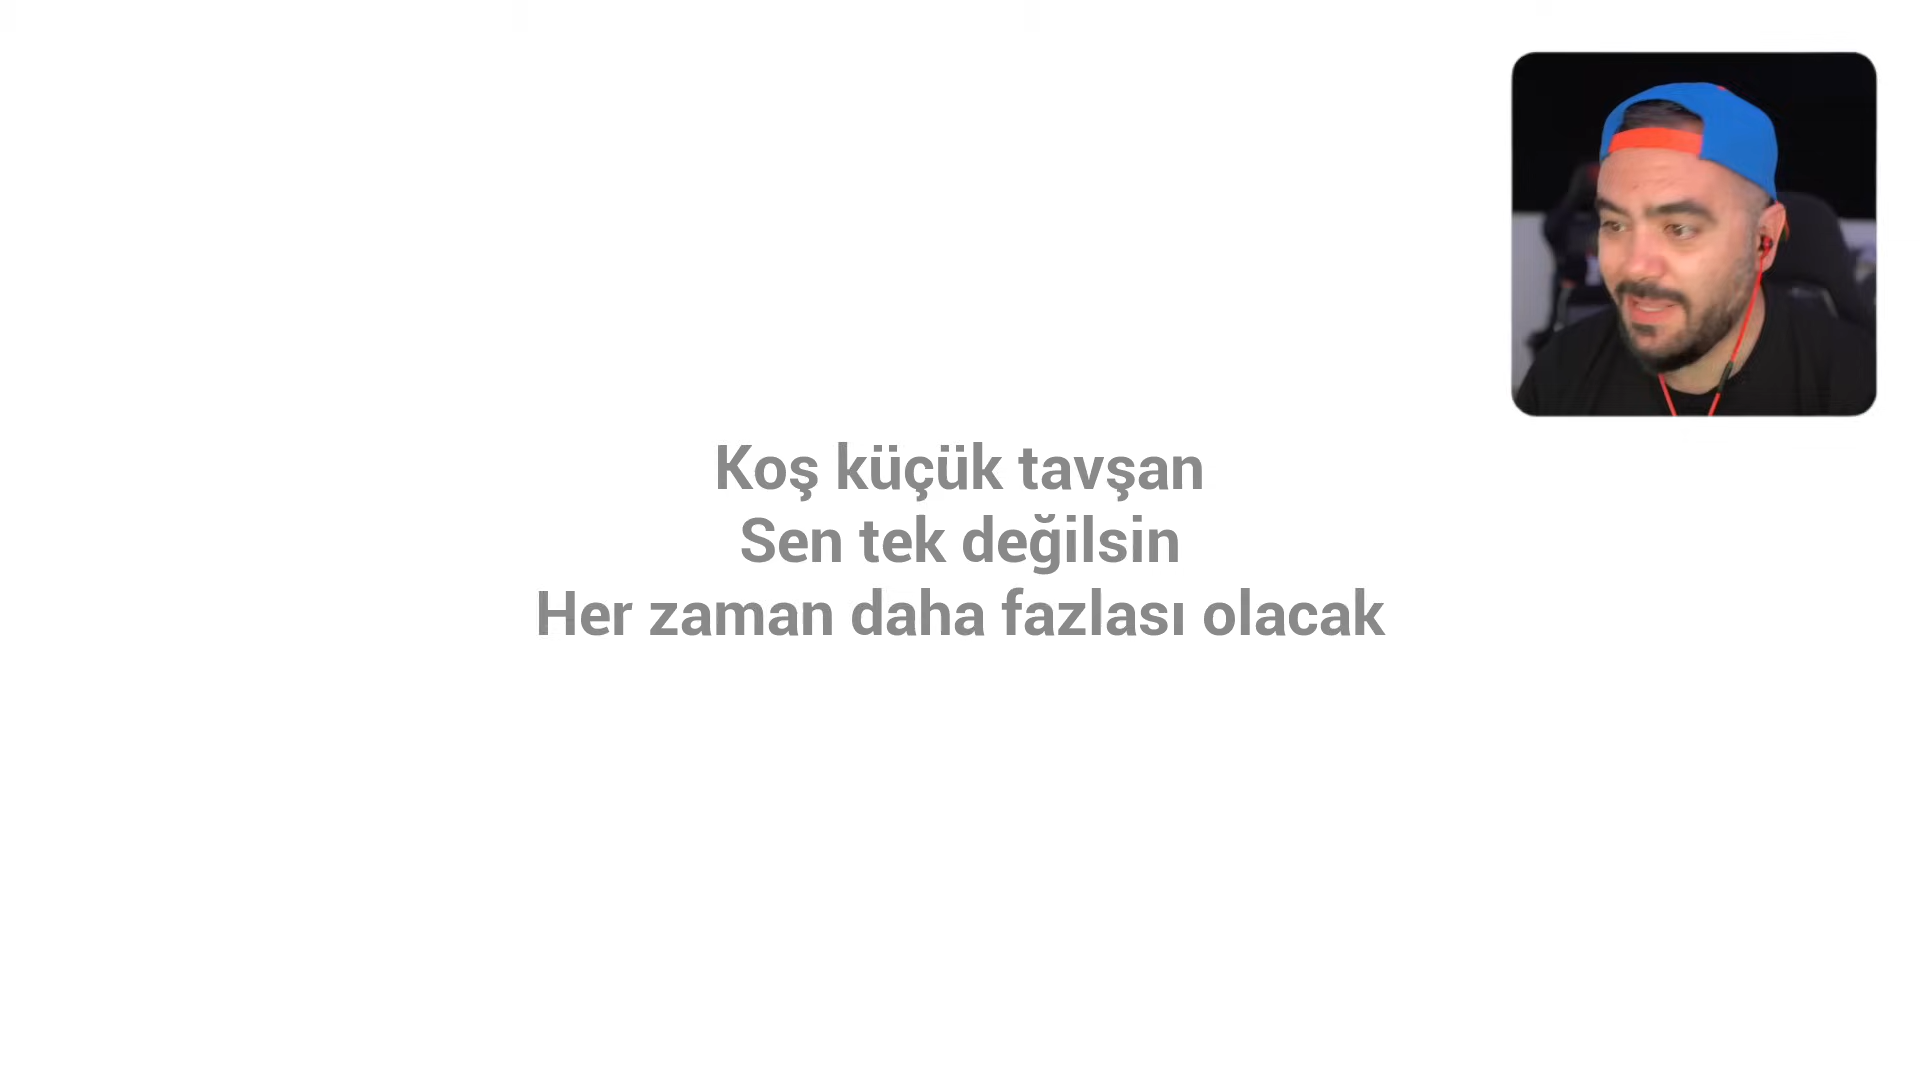 Koş küçük tavşan
Sen tek değilsin
Her zaman daha fazlası olacak